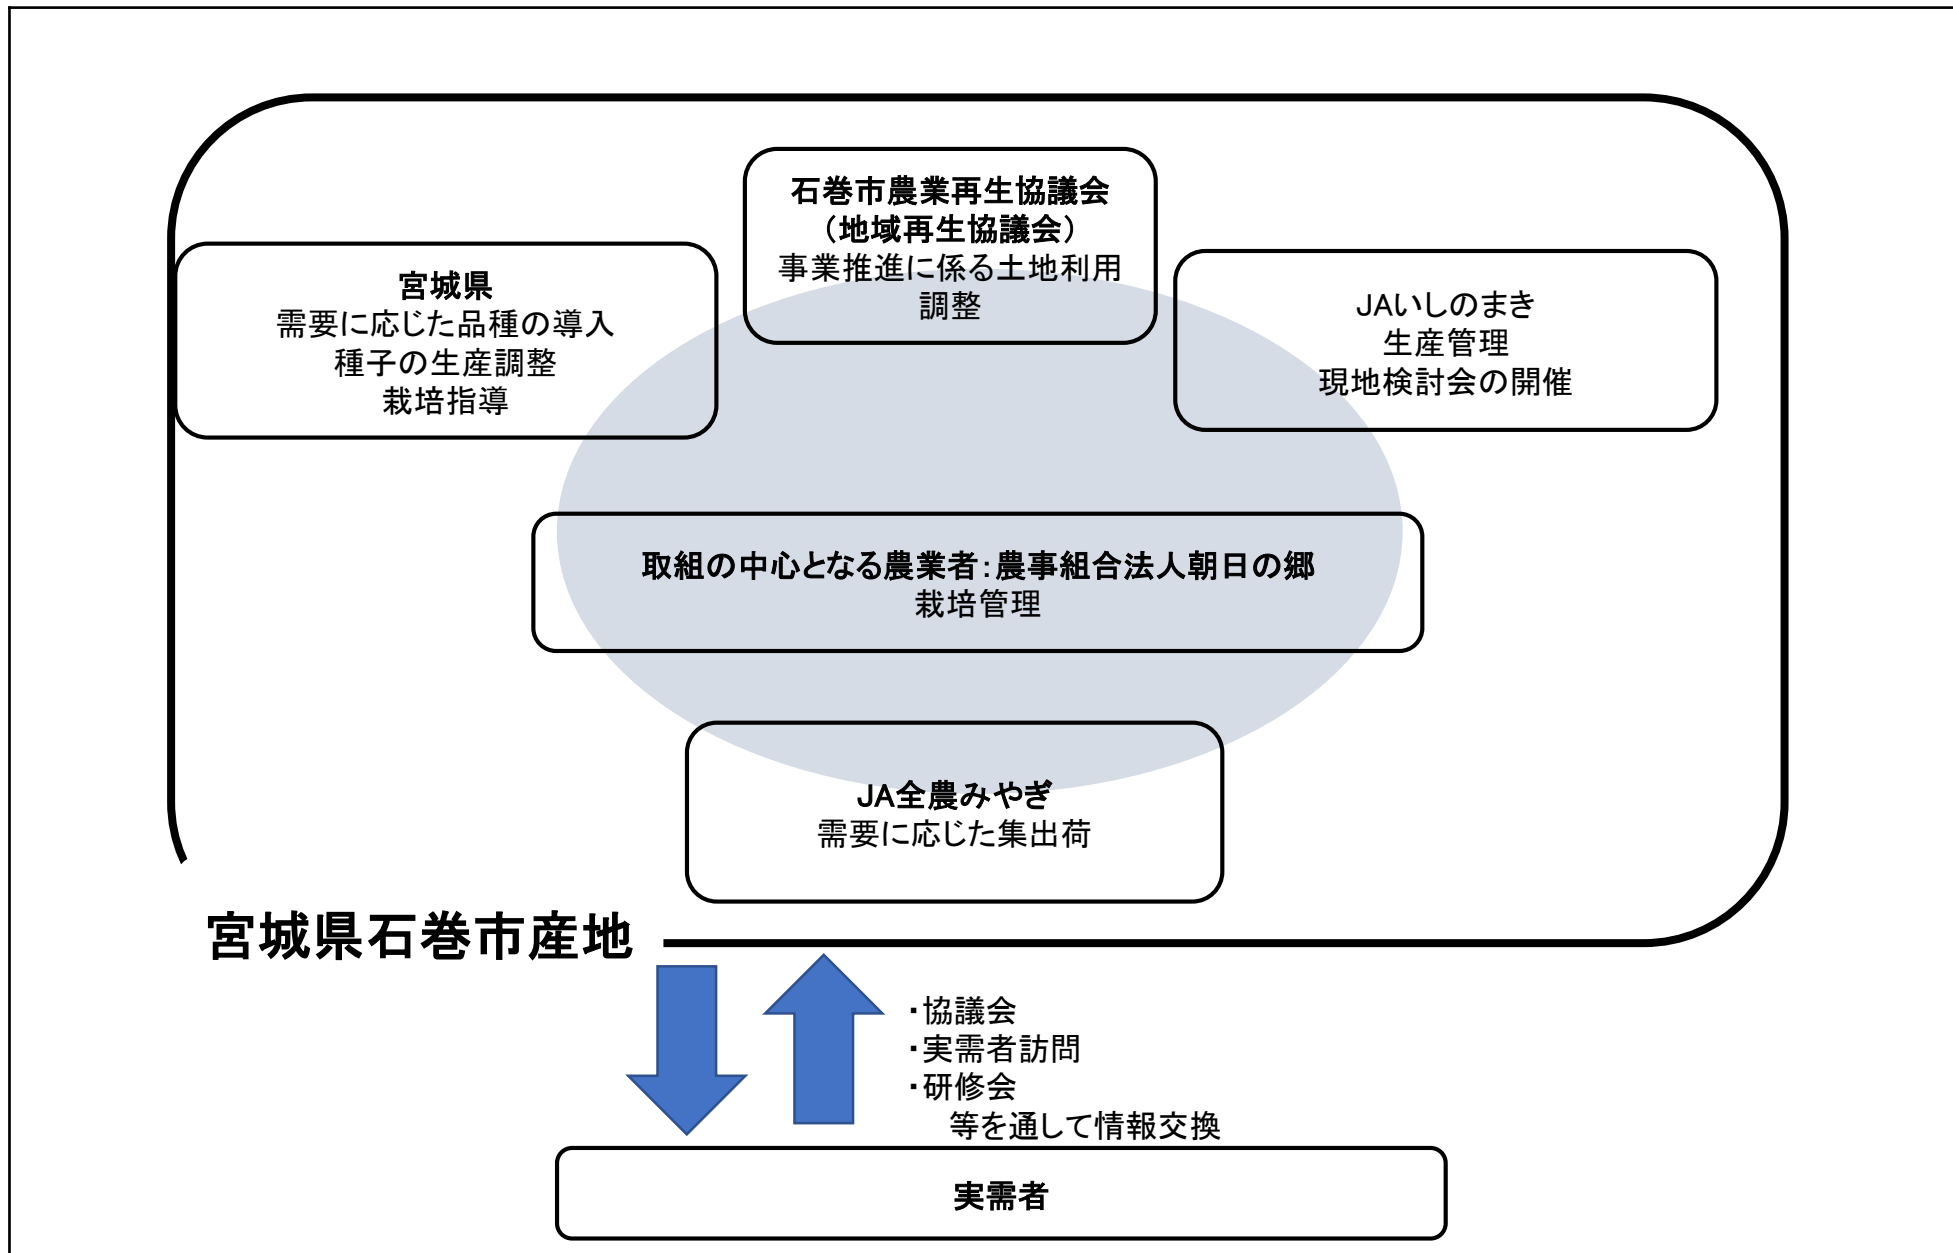 石巻市農業再生協議会
（地域再生協議会）
事業推進に係る土地利用
調整
宮城県
需要に応じた品種の導入
種子の生産調整
栽培指導
JAいしのまき
生産管理
現地検討会の開催
取組の中心となる農業者：農事組合法人朝日の郷
栽培管理
JA全農みやぎ
需要に応じた集出荷
宮城県石巻市産地
・協議会
・実需者訪問
・研修会
等を通して情報交換
実需者